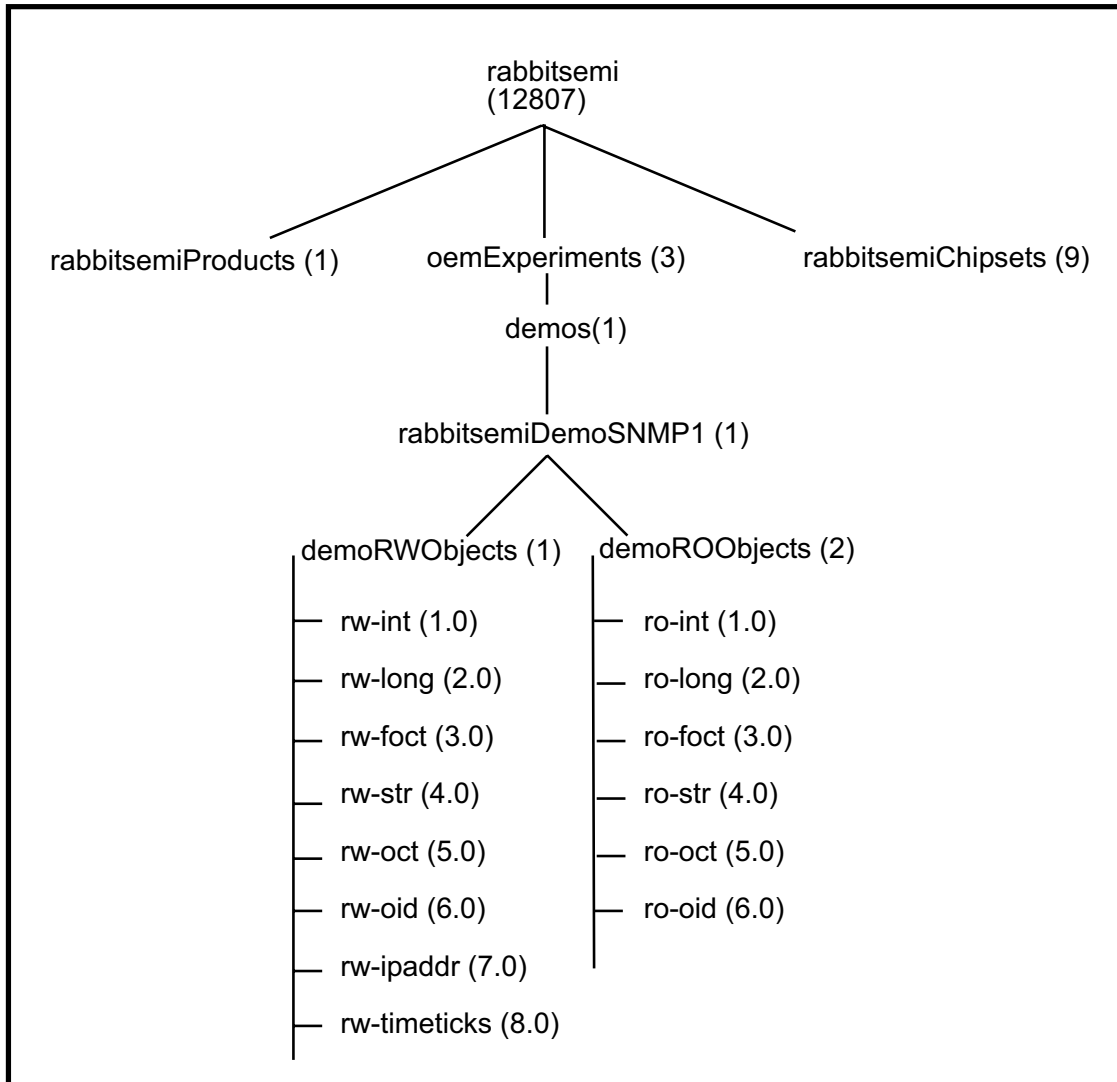 rabbitsemi
(12807)
rabbitsemiProducts (1)
oemExperiments (3)
rabbitsemiChipsets (9)
demos(1)
rabbitsemiDemoSNMP1 (1)
demoRWObjects (1)
demoROObjects (2)
rw-int (1.0)
ro-int (1.0)
rw-long (2.0)
ro-long (2.0)
rw-foct (3.0)
ro-foct (3.0)
rw-str (4.0)
ro-str (4.0)
rw-oct (5.0)
ro-oct (5.0)
rw-oid (6.0)
ro-oid (6.0)
rw-ipaddr (7.0)
rw-timeticks (8.0)